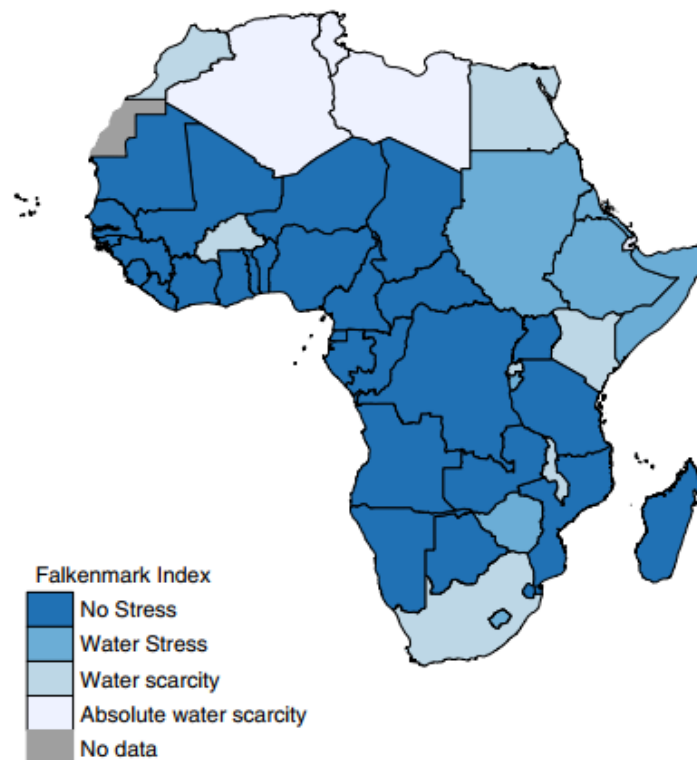 Falkenmark Index
No Stress
Water Stress
Water scarcity
Absolute water scarcity
No data